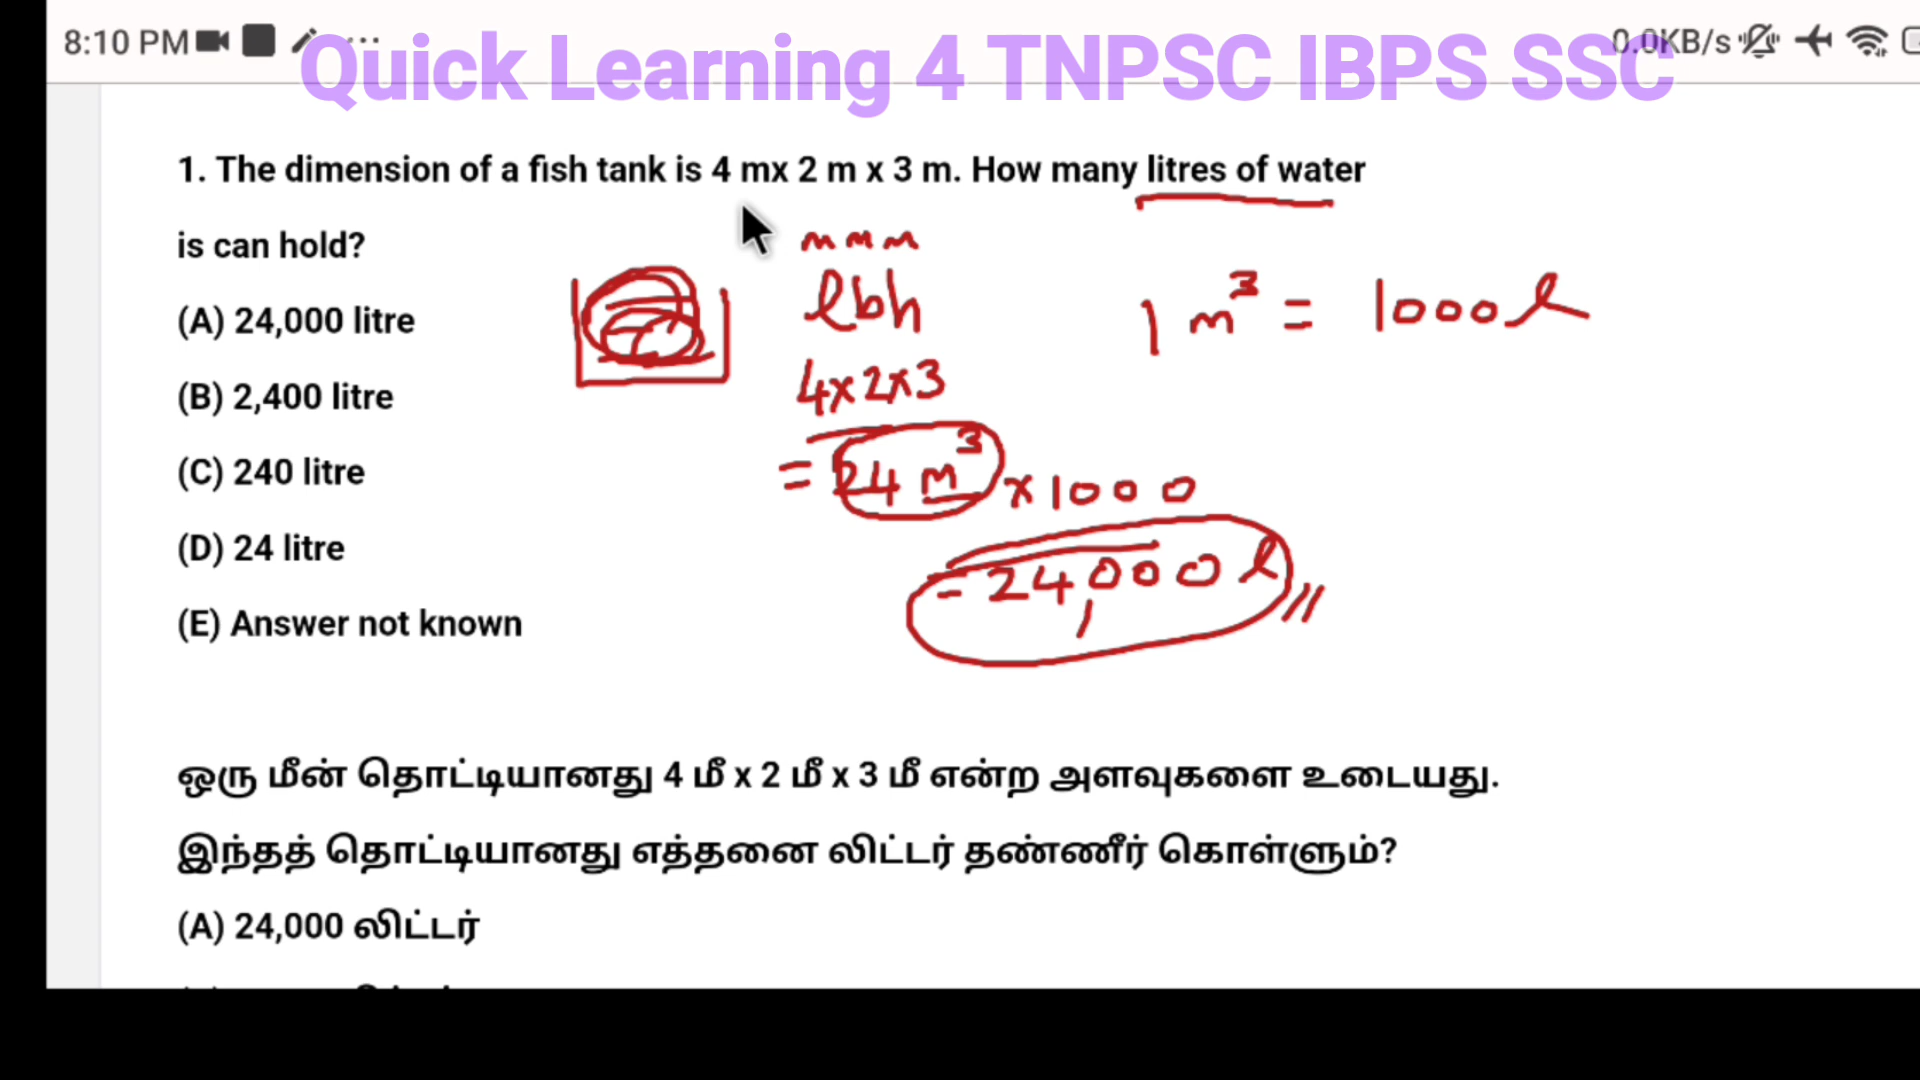 8:10 PM
0.0KB/s
Quick Learning 4 TNPSC IBPS SSC
1. The dimension of a fish tank is 4 mx 2 m x 3 m. How many litres of water
is can hold?
m m m
lbh
1 m³ = 1000 l
(A) 24,000 litre
(B) 2,400 litre
4x2x3
(C) 240 litre
= 24 m³ x 1000
(D) 24 litre
= 24,000 l
(E) Answer not known
ஒரு மீன் தொட்டியானது 4 மீ x 2 மீ x 3 மீ என்ற அளவுகளை உடையது.
இந்தத் தொட்டியானது எத்தனை லிட்டர் தண்ணீர் கொள்ளும்?
(A) 24,000 லிட்டர்